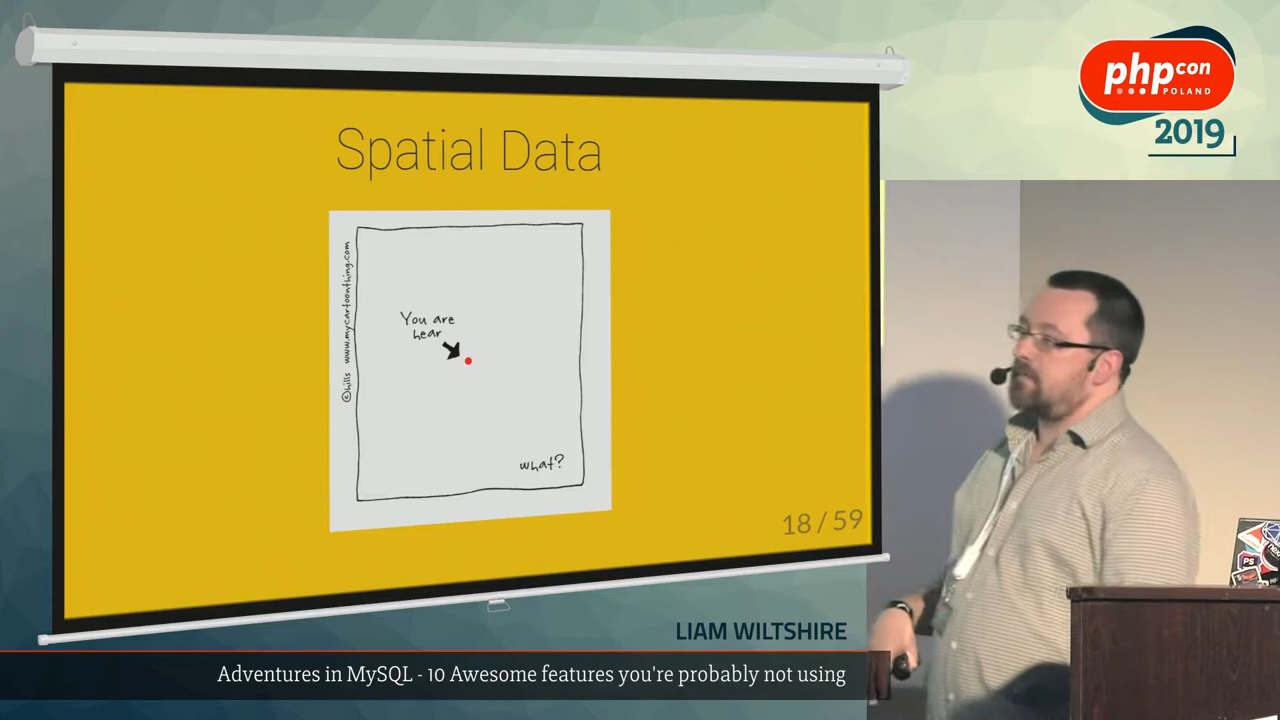 php con
POLAND
2019
Spatial Data
©hills www.mycartoonthing.com
You are
hear
what?
18 / 59
PS
LIAM WILTSHIRE
Adventures in MySQL - 10 Awesome features you're probably not using